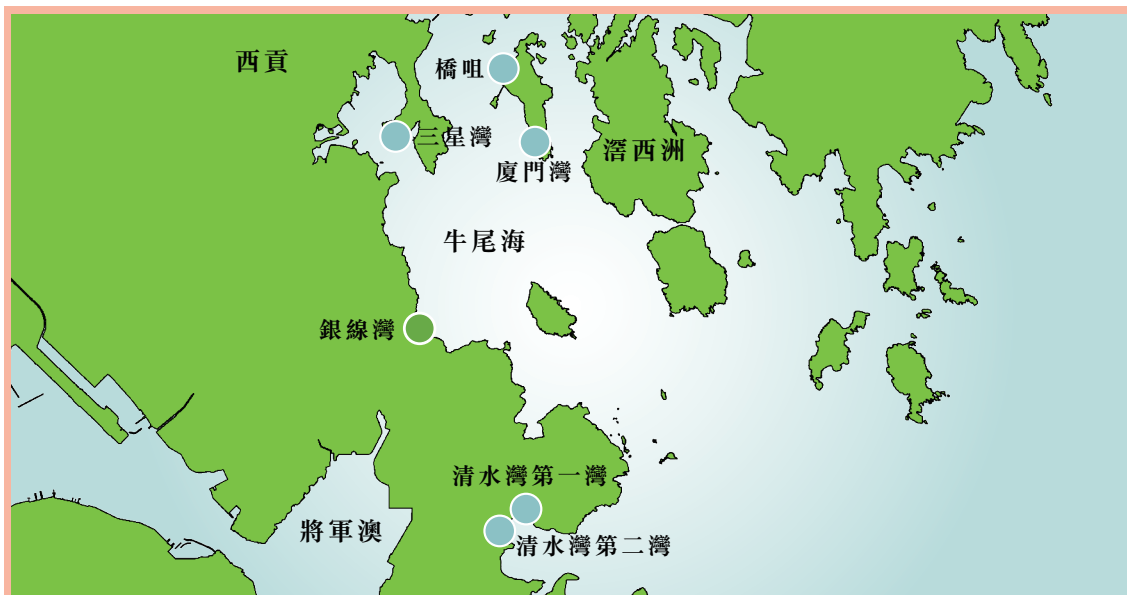 西貢
橋咀
三星灣
廈門灣
滘西洲
牛尾海
銀線灣
清水灣第一灣
將軍澳
清水灣第二灣